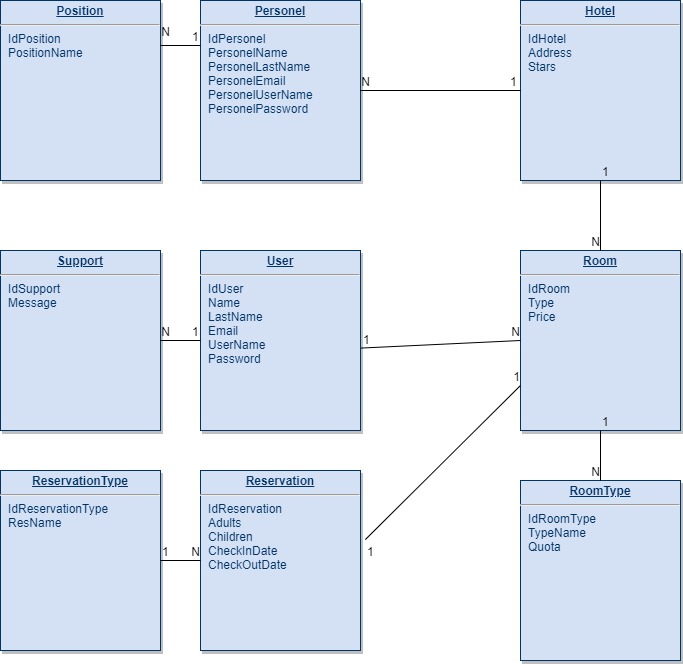 Position
IdPosition
PositionName
N
1
Personel
IdPersonel
PersonelName
PersonelLastName
PersonelEmail
PersonelUserName
PersonelPassword
N
1
Hotel
IdHotel
Address
Stars
1
N
Support
IdSupport
Message
N
1
User
IdUser
Name
LastName
Email
UserName
Password
1
N
Room
IdRoom
Type
Price
1
1
N
ReservationType
IdReservationType
ResName
1
N
Reservation
IdReservation
Adults
Children
CheckInDate
CheckOutDate
1
RoomType
IdRoomType
TypeName
Quota